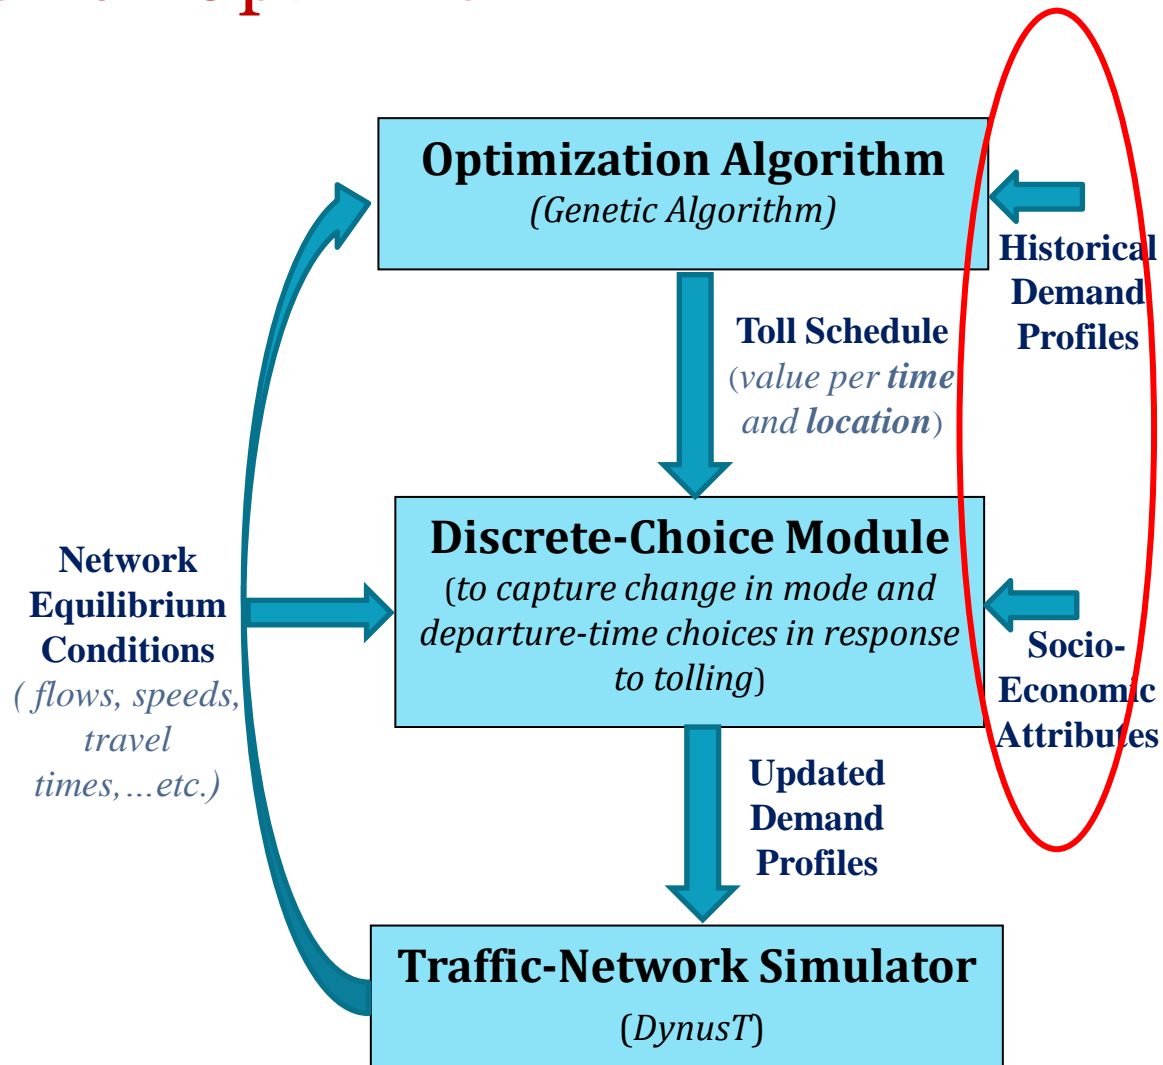 Optimization Algorithm
(Genetic Algorithm)
Historical
Demand
Profiles
Toll Schedule
(value per time
and location)
Discrete-Choice Module
(to capture change in mode and
departure-time choices in response
to tolling)
Network
Equilibrium
Conditions
( flows, speeds,
travel
times,...etc.)
Socio-
Economic
Attributes
Updated
Demand
Profiles
Traffic-Network Simulator
(DynusT)